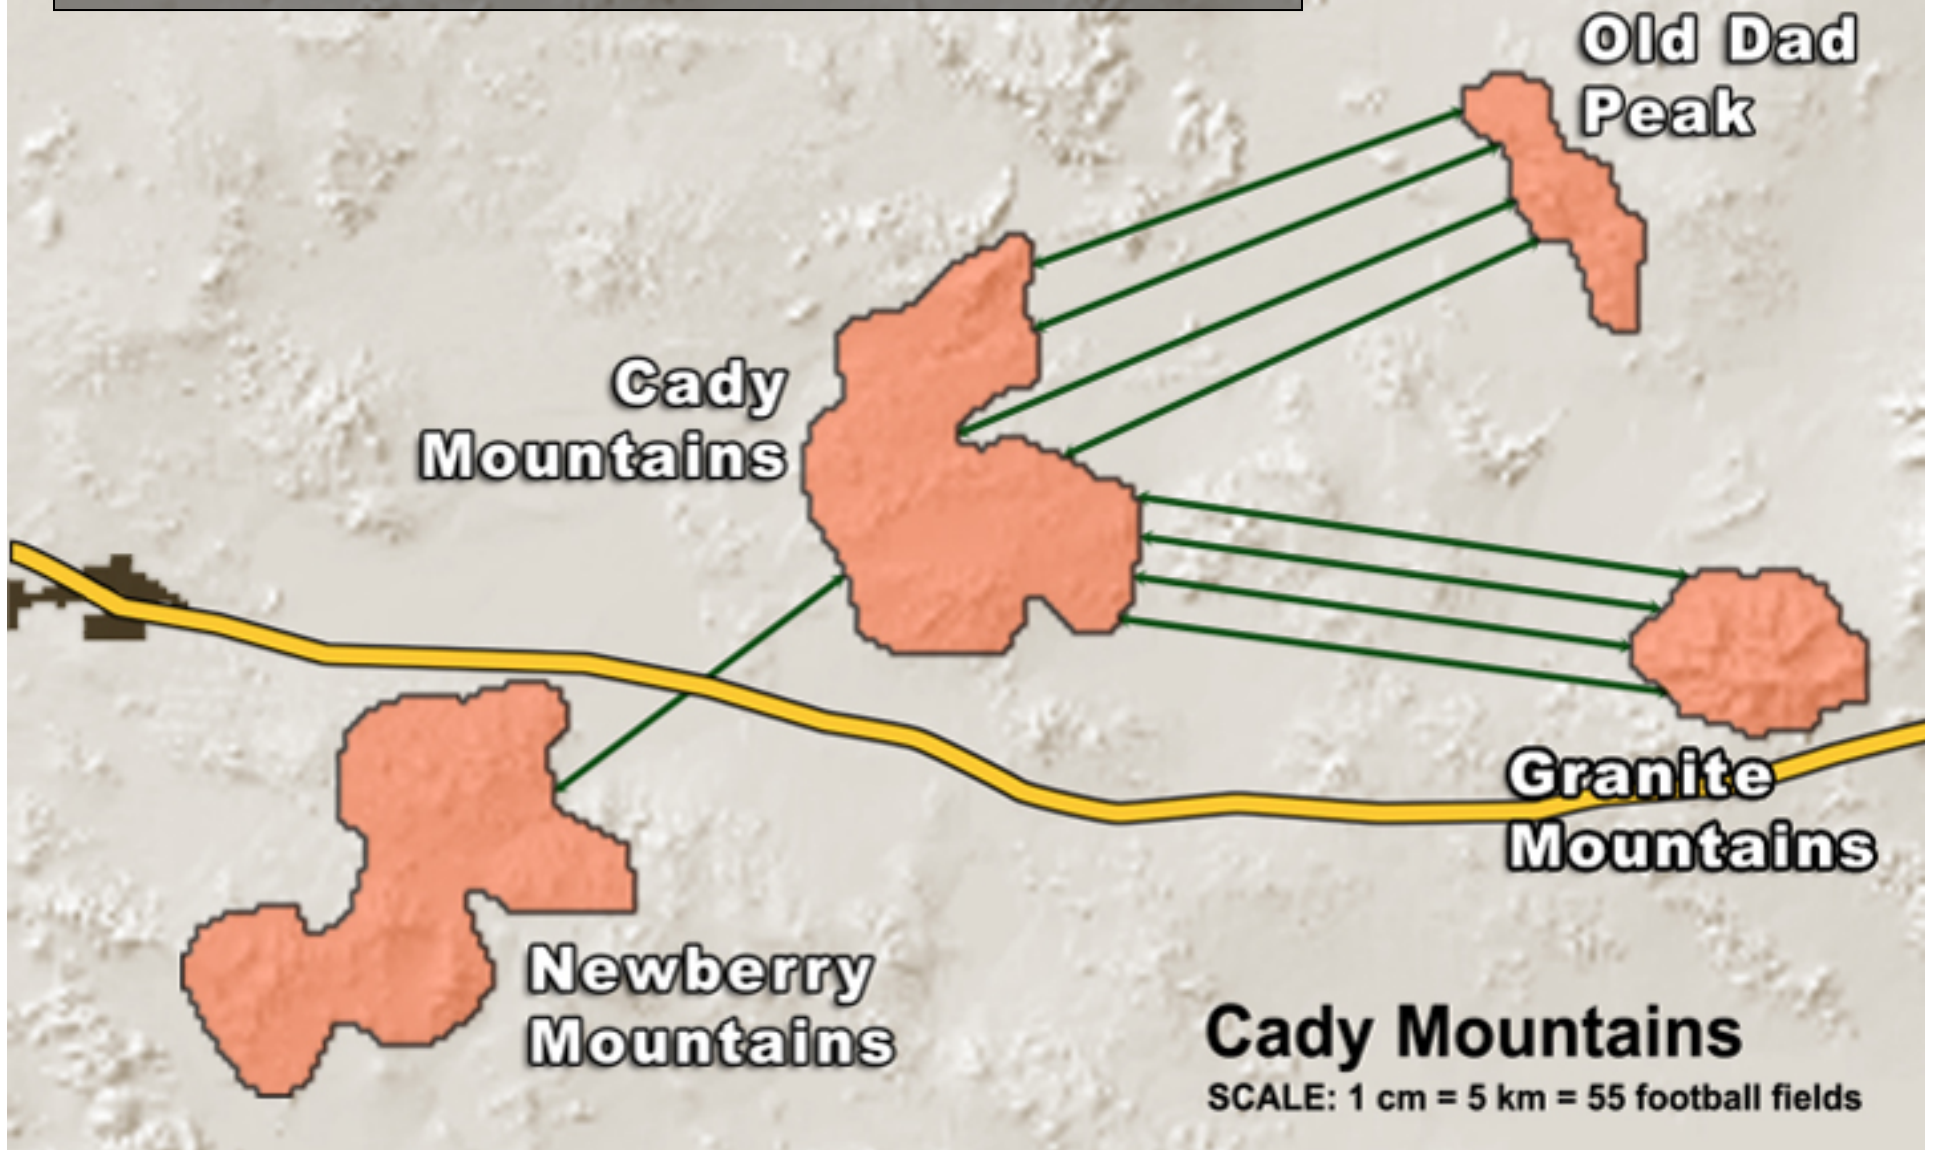 Old Dad
Peak
Cady
Mountains
Granite
Mountains
Newberry
Mountains
Cady Mountains
SCALE: 1 cm = 5 km = 55 football fields